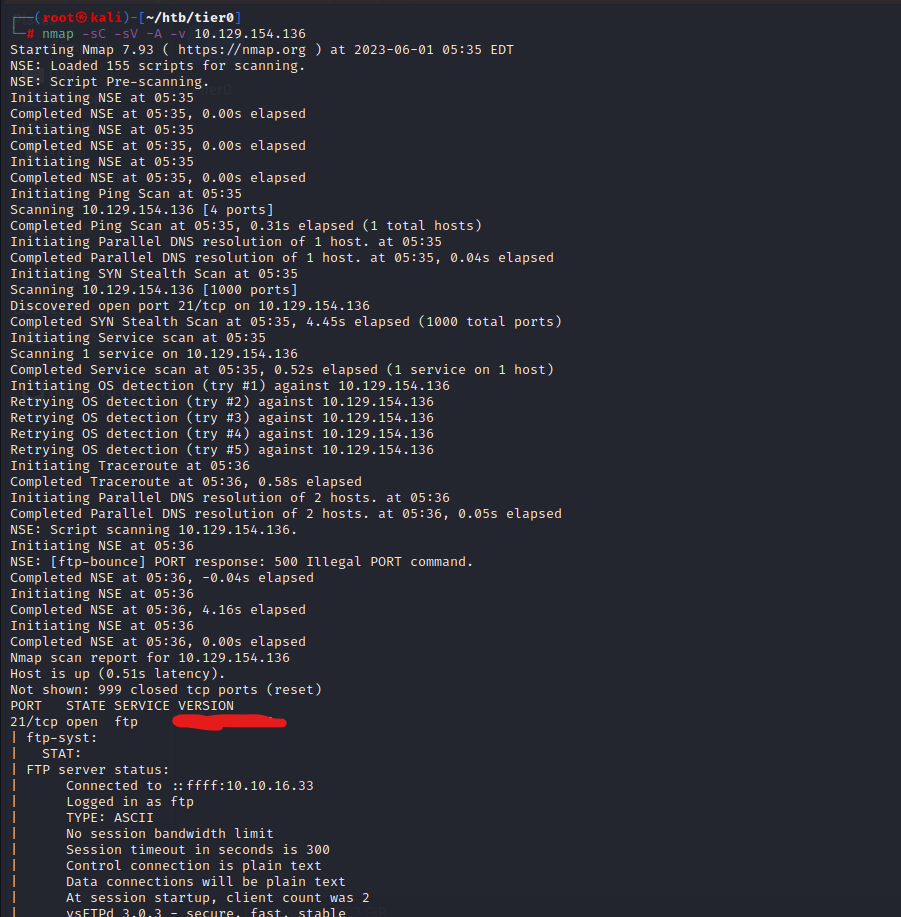 ┌──(root㉿kali)-[~/htb/tier0]
└─# nmap -sC -sV -A -v 10.129.154.136
Starting Nmap 7.93 ( https://nmap.org ) at 2023-06-01 05:35 EDT
NSE: Loaded 155 scripts for scanning.
NSE: Script Pre-scanning.
Initiating NSE at 05:35
Completed NSE at 05:35, 0.00s elapsed
Initiating NSE at 05:35
Completed NSE at 05:35, 0.00s elapsed
Initiating NSE at 05:35
Completed NSE at 05:35, 0.00s elapsed
Initiating Ping Scan at 05:35
Scanning 10.129.154.136 [4 ports]
Completed Ping Scan at 05:35, 0.31s elapsed (1 total hosts)
Initiating Parallel DNS resolution of 1 host. at 05:35
Completed Parallel DNS resolution of 1 host. at 05:35, 0.04s elapsed
Initiating SYN Stealth Scan at 05:35
Scanning 10.129.154.136 [1000 ports]
Discovered open port 21/tcp on 10.129.154.136
Completed SYN Stealth Scan at 05:35, 4.45s elapsed (1000 total ports)
Initiating Service scan at 05:35
Scanning 1 service on 10.129.154.136
Completed Service scan at 05:35, 0.52s elapsed (1 service on 1 host)
Initiating OS detection (try #1) against 10.129.154.136
Retrying OS detection (try #2) against 10.129.154.136
Retrying OS detection (try #3) against 10.129.154.136
Retrying OS detection (try #4) against 10.129.154.136
Retrying OS detection (try #5) against 10.129.154.136
Initiating Traceroute at 05:36
Completed Traceroute at 05:36, 0.58s elapsed
Initiating Parallel DNS resolution of 2 hosts. at 05:36
Completed Parallel DNS resolution of 2 hosts. at 05:36, 0.05s elapsed
NSE: Script scanning 10.129.154.136.
Initiating NSE at 05:36
NSE: [ftp-bounce] PORT response: 500 Illegal PORT command.
Completed NSE at 05:36, -0.04s elapsed
Initiating NSE at 05:36
Completed NSE at 05:36, 4.16s elapsed
Initiating NSE at 05:36
Completed NSE at 05:36, 0.00s elapsed
Nmap scan report for 10.129.154.136
Host is up (0.51s latency).
Not shown: 999 closed tcp ports (reset)
PORT   STATE SERVICE VERSION
21/tcp open  ftp
| ftp-syst:
|   STAT:
| FTP server status:
|      Connected to ::ffff:10.10.16.33
|      Logged in as ftp
|      TYPE: ASCII
|      No session bandwidth limit
|      Session timeout in seconds is 300
|      Control connection is plain text
|      Data connections will be plain text
|      At session startup, client count was 2
|      vsFTPd 3.0.3 - secure, fast, stable